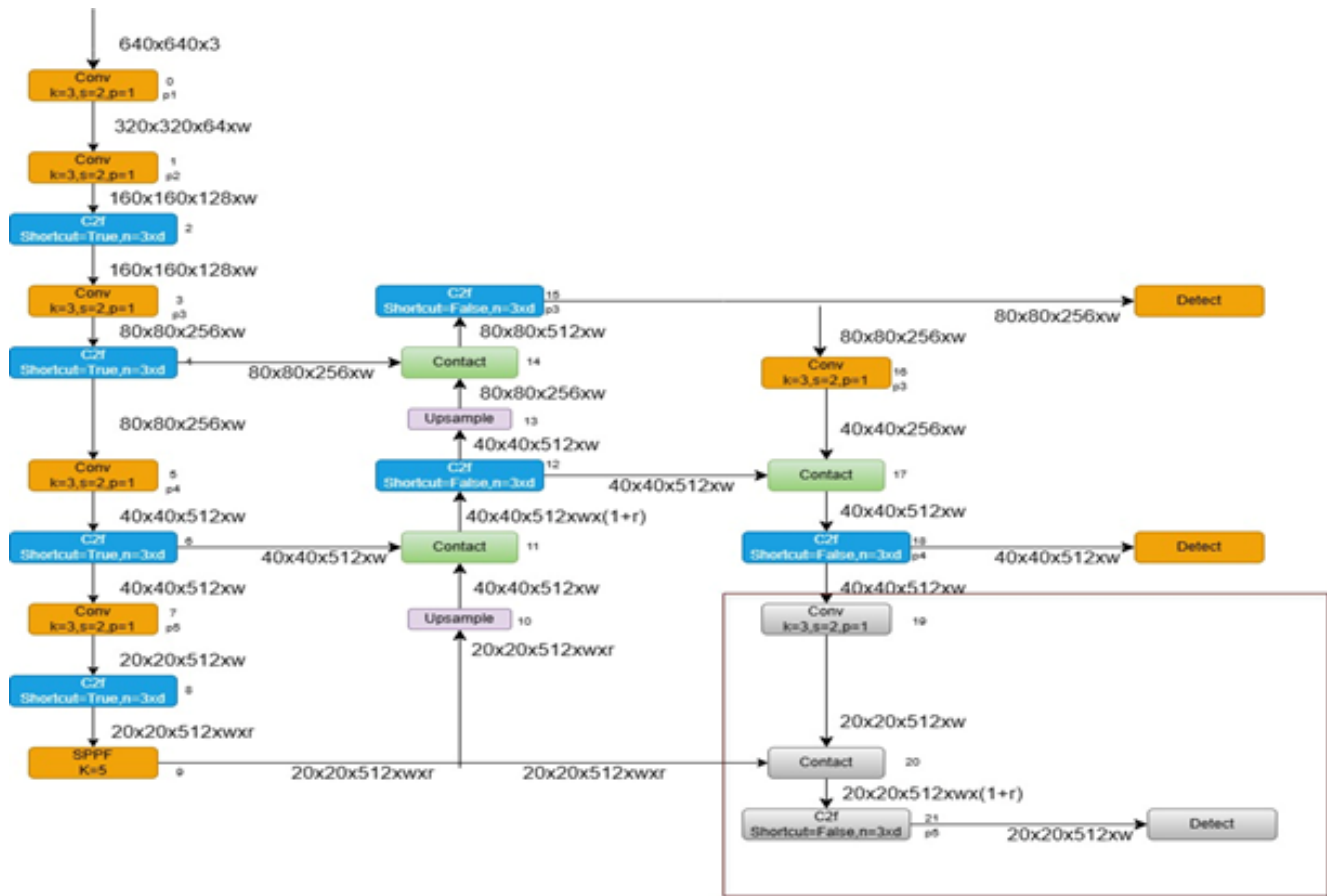 640x640x3
Conv
k=3,s=2,p=1
0
p1
320x320x64xw
Conv
k=3,s=2,p=1
1
p2
160x160x128xw
C2f
Shortcut=True,n=3xd
2
160x160x128xw
Conv
k=3,s=2,p=1
3
p3
80x80x256xw
C2f
Shortcut=True,n=3xd
4
80x80x256xw
80x80x256xw
Conv
k=3,s=2,p=1
5
p4
40x40x512xw
C2f
Shortcut=True,n=3xd
6
40x40x512xw
40x40x512xw
Conv
k=3,s=2,p=1
7
p5
20x20x512xw
C2f
Shortcut=True,n=3xd
8
20x20x512xwxr
SPPF
K=5
9
20x20x512xwxr
20x20x512xwxr
C2f
Shortcut=False,n=3xd
15
p3
80x80x512xw
Contact
14
80x80x256xw
Upsample
13
40x40x512xw
C2f
Shortcut=False,n=3xd
12
40x40x512xw
40x40x512xwx(1+r)
Contact
11
40x40x512xw
Upsample
10
20x20x512xwxr
Detect
80x80x256xw
80x80x256xw
Conv
k=3,s=2,p=1
16
p3
40x40x256xw
Contact
17
40x40x512xw
C2f
Shortcut=False,n=3xd
18
p4
40x40x512xw
Detect
40x40x512xw
Conv
k=3,s=2,p=1
19
20x20x512xw
Contact
20
20x20x512xwx(1+r)
C2f
Shortcut=False,n=3xd
21
p5
20x20x512xw
Detect